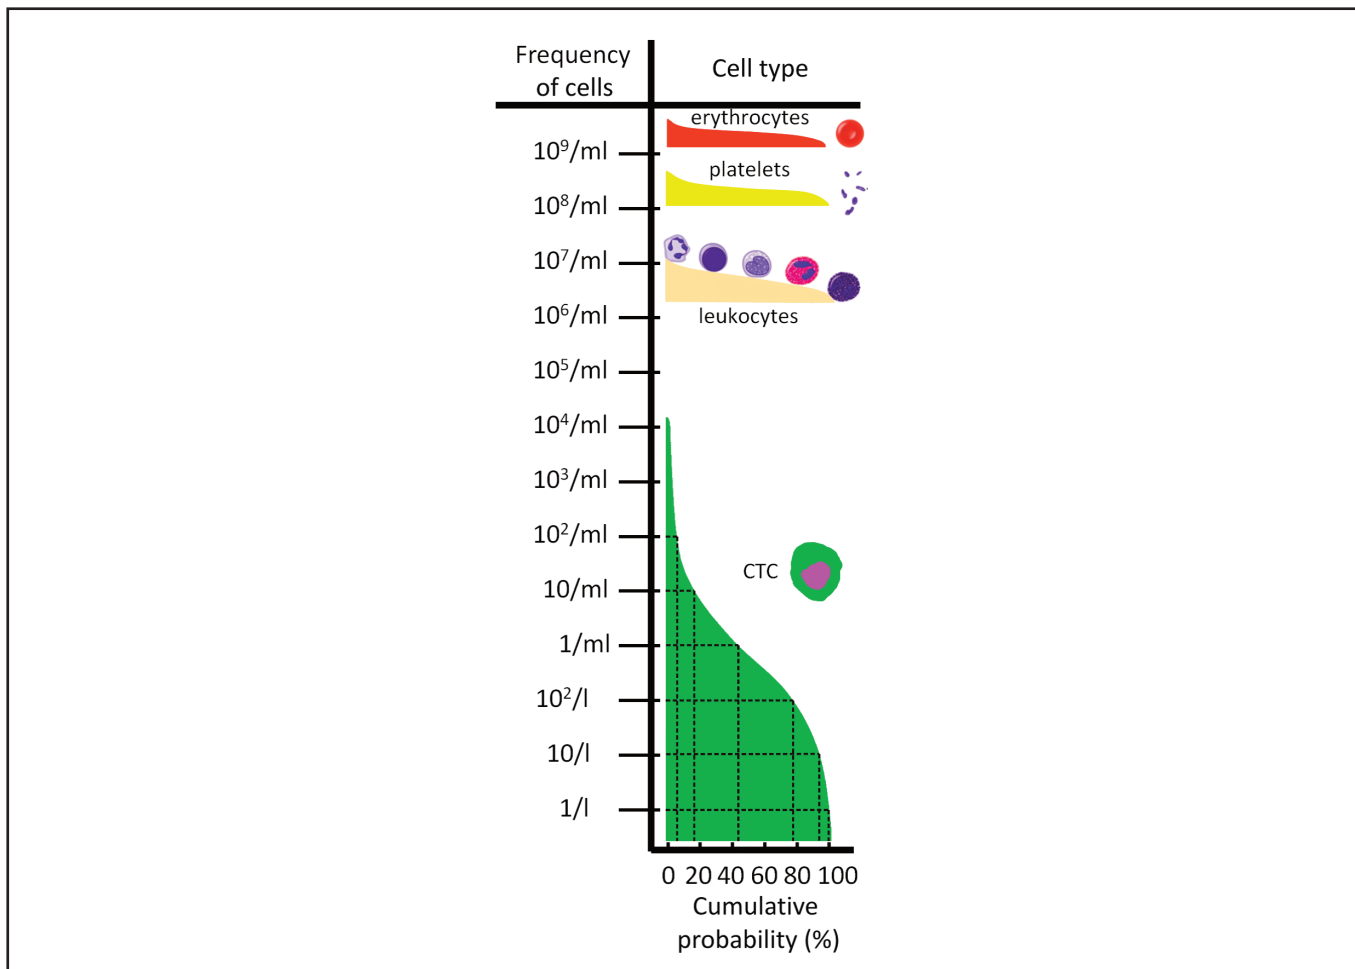 Frequency
of cells
Cell type
erythrocytes
10⁹/ml
platelets
10⁸/ml
10⁷/ml
10⁶/ml
leukocytes
10⁵/ml
10⁴/ml
10³/ml
10²/ml
CTC
10/ml
1/ml
10²/l
10/l
1/l
0 20 40 60 80 100
Cumulative
probability (%)